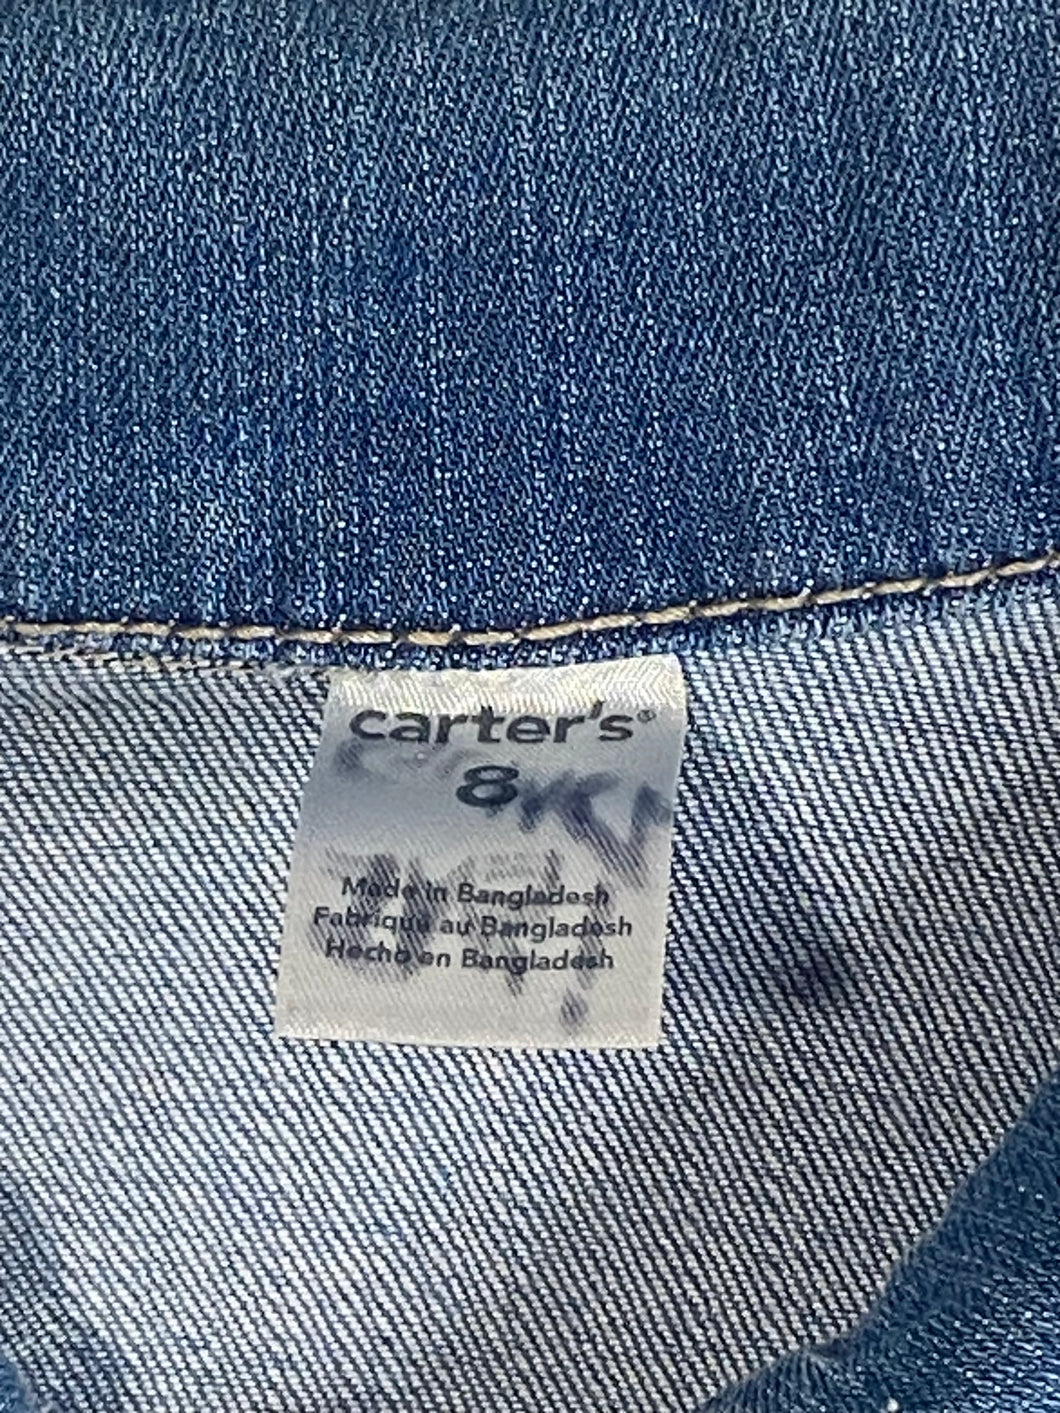 carter's®
8
Made in Bangladesh
Fabriqué au Bangladesh
Hecho en Bangladesh